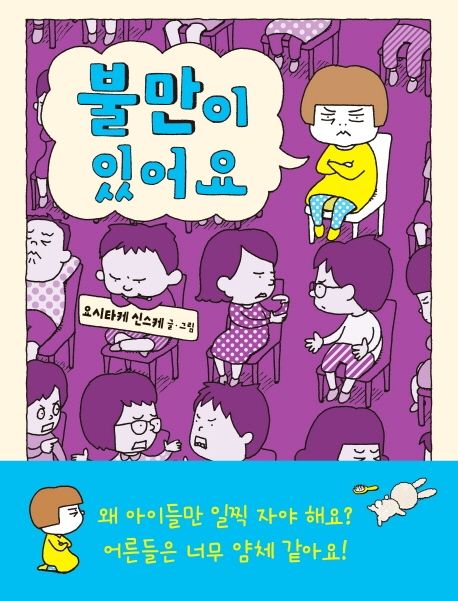 불만이
있어요
요시타케 신스케 글·그림
왜 아이들만 일찍 자야 해요?
어른들은 너무 얌체 같아요!